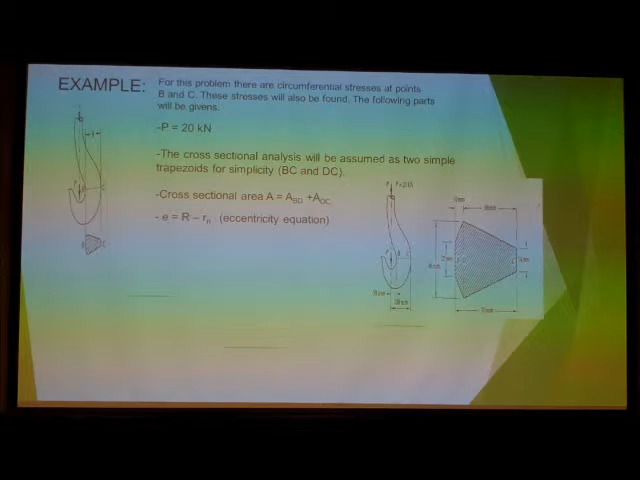 EXAMPLE:
For this problem there are circumferential stresses at points
B and C. These stresses will also be found. The following parts
will be givens.
-P = 20 kN
-The cross sectional analysis will be assumed as two simple
trapezoids for simplicity (BC and DC).
-Cross sectional area A = A_BD + A_DC
- e = R – r_n (eccentricity equation)